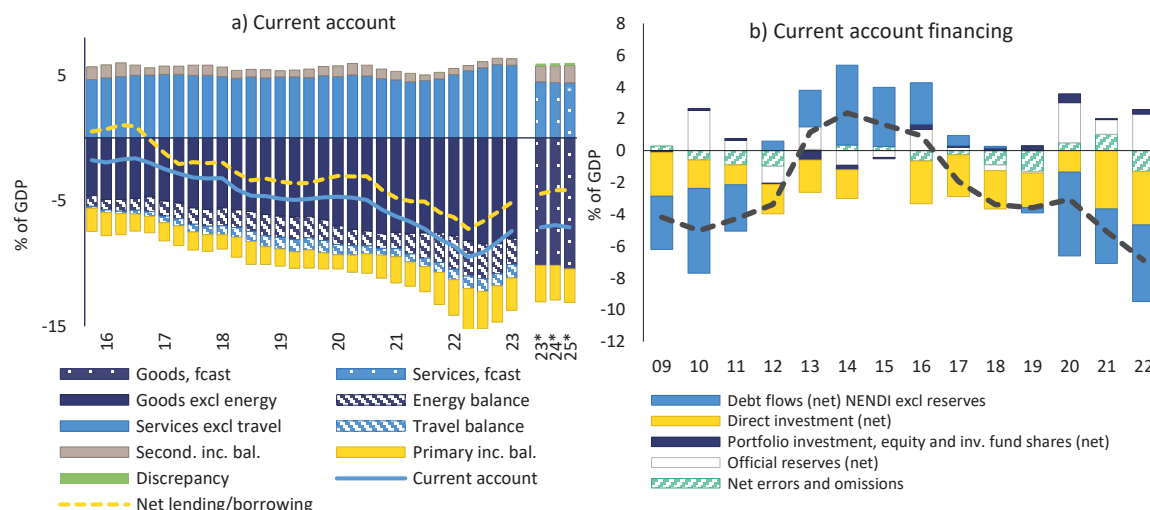 a) Current account
% of GDP
5
-5
-15
16 17 18 19 20 21 22 23 23* 24* 25*
Goods, fcast
Services, fcast
Goods excl energy
Energy balance
Services excl travel
Travel balance
Second. inc. bal.
Primary inc. bal.
Discrepancy
Current account
Net lending/borrowing
b) Current account financing
% of GDP
8
6
4
2
0
-2
-4
-6
-8
-10
-12
09 10 11 12 13 14 15 16 17 18 19 20 21 22
Debt flows (net) NENDI excl reserves
Direct investment (net)
Portfolio investment, equity and inv. fund shares (net)
Official reserves (net)
Net errors and omissions